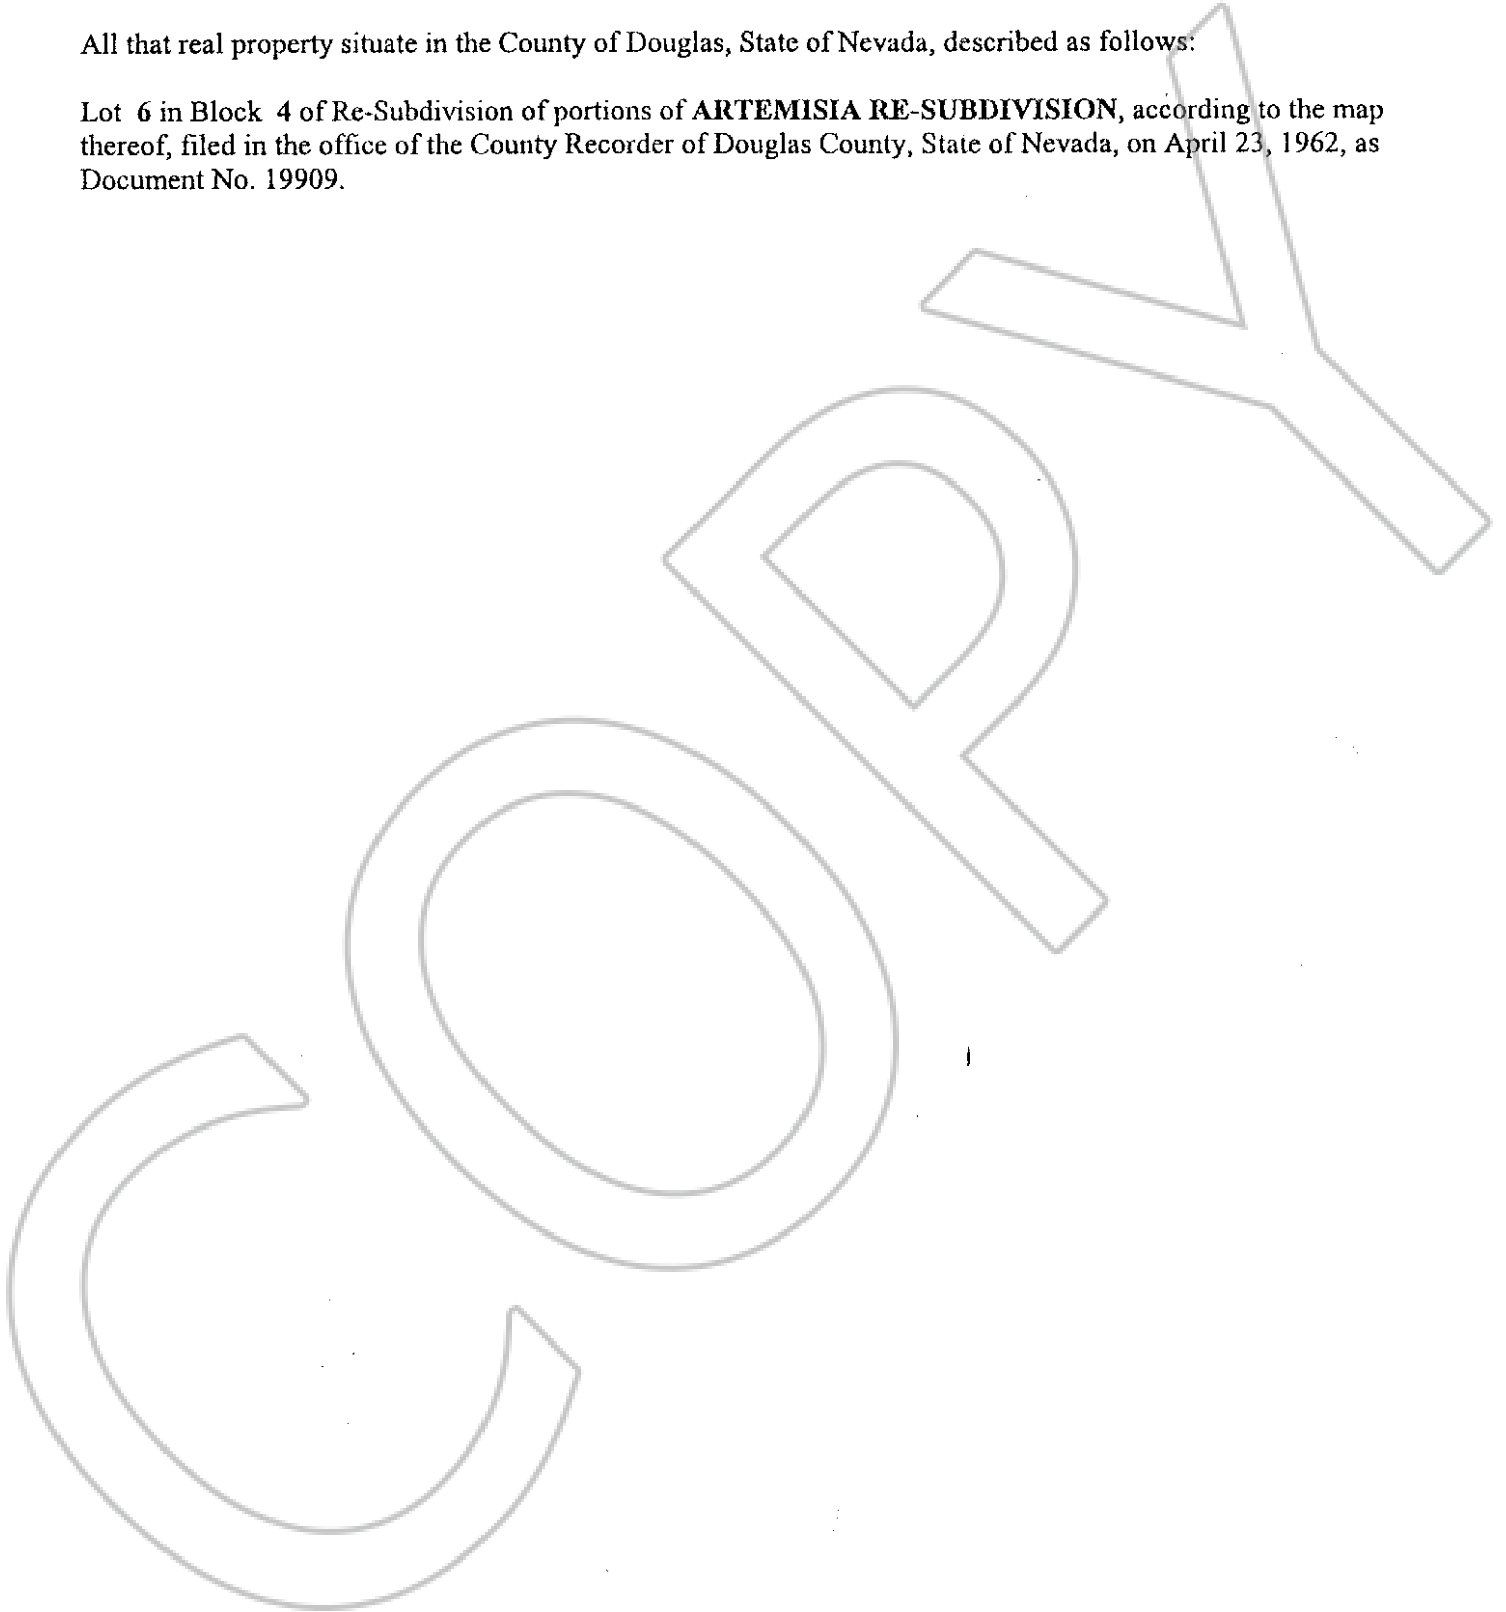 All that real property situate in the County of Douglas, State of Nevada, described as follows:
Lot 6 in Block 4 of Re-Subdivision of portions of ARTEMISIA RE-SUBDIVISION, according to the map
thereof, filed in the office of the County Recorder of Douglas County, State of Nevada, on April 23, 1962, as
Document No. 19909.
COPY